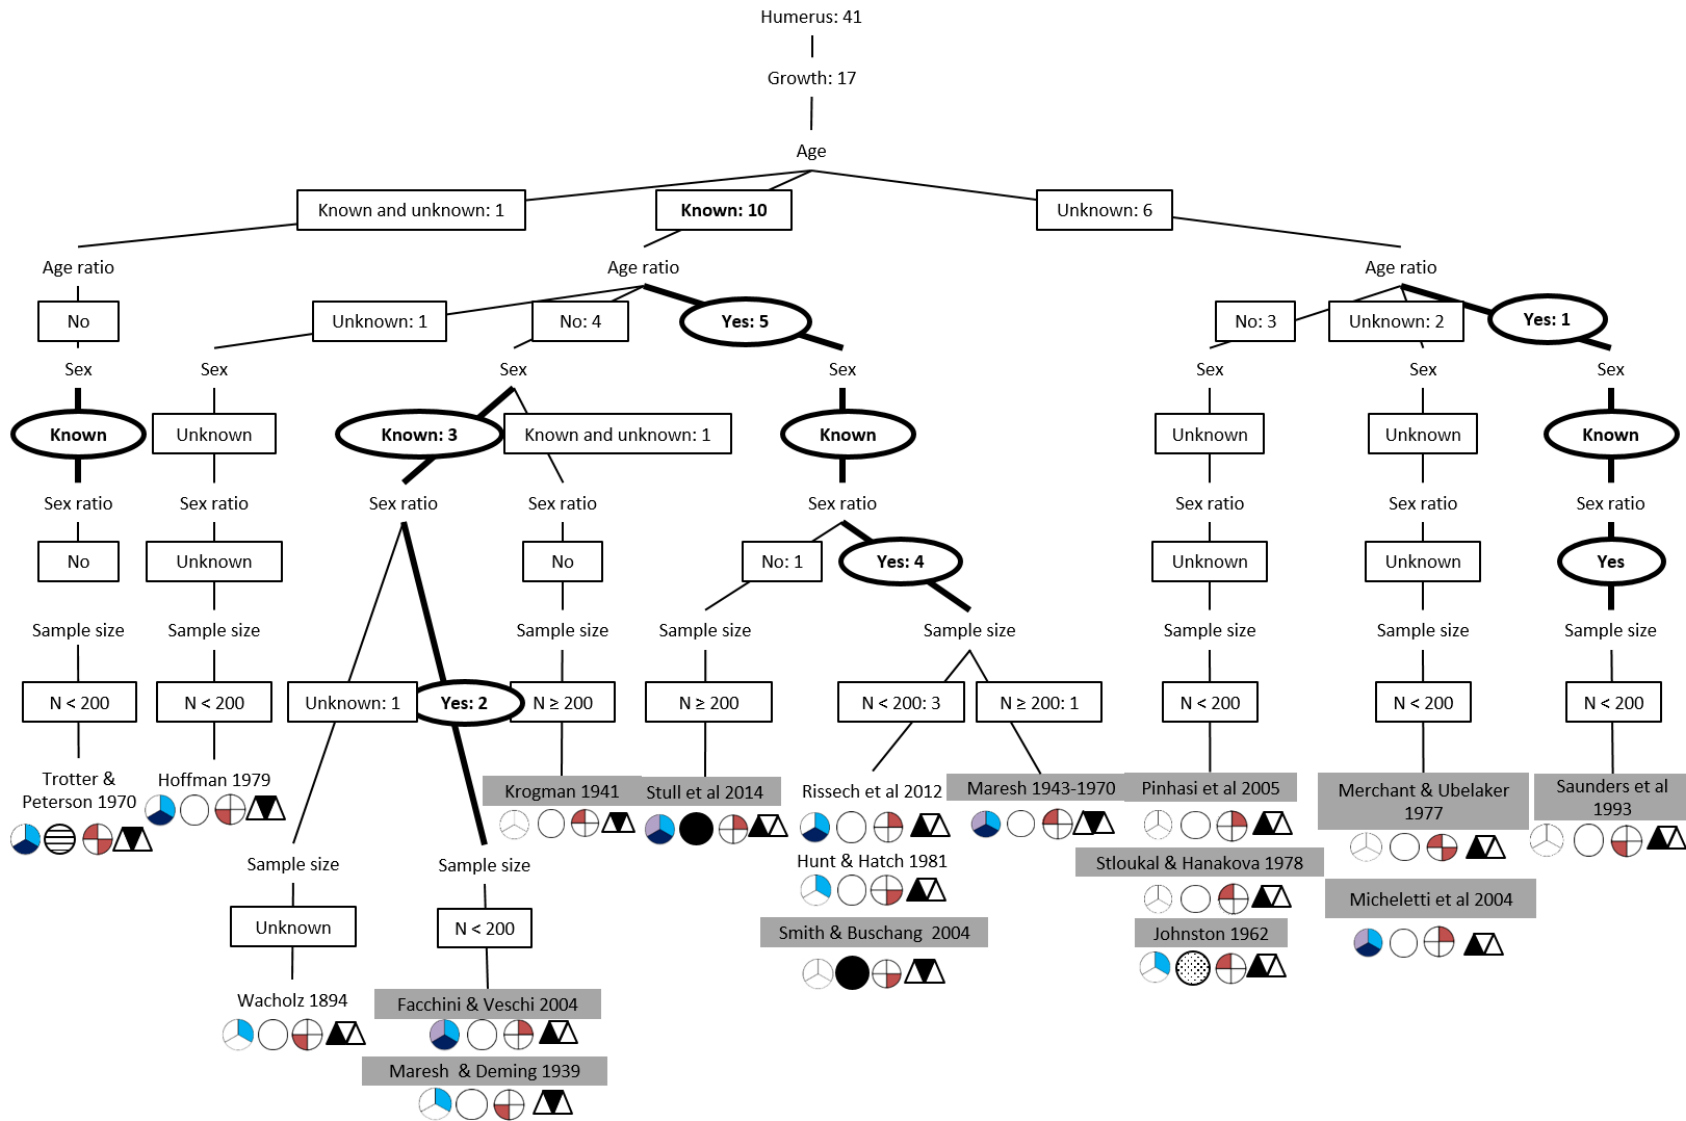 Humerus: 41
Growth: 17
Age
Known and unknown: 1
Known: 10
Unknown: 6
Age ratio
Age ratio
Age ratio
No
Unknown: 1
No: 4
Yes: 5
No: 3
Unknown: 2
Yes: 1
Sex
Sex
Sex
Sex
Sex
Sex
Sex
Known
Unknown
Known: 3
Known and unknown: 1
Known
Unknown
Unknown
Known
Sex ratio
Sex ratio
Sex ratio
Sex ratio
Sex ratio
Sex ratio
Sex ratio
Sex ratio
No
Unknown
No
No: 1
Yes: 4
Unknown
Unknown
Yes
Sample size
Sample size
Sample size
Sample size
Sample size
Sample size
Sample size
Sample size
N < 200
N < 200
Unknown: 1
Yes: 2
N ≥ 200
N ≥ 200
N < 200: 3
N ≥ 200: 1
N < 200
N < 200
N < 200
Trotter &
Peterson 1970
Hoffman 1979
Krogman 1941
Stull et al 2014
Rissech et al 2012
Maresh 1943-1970
Pinhasi et al 2005
Merchant & Ubelaker
1977
Saunders et al
1993
Sample size
Sample size
Hunt & Hatch 1981
Stloukal & Hanakova 1978
Unknown
N < 200
Smith & Buschang 2004
Johnston 1962
Micheletti et al 2004
Wacholz 1894
Facchini & Veschi 2004
Maresh & Deming 1939